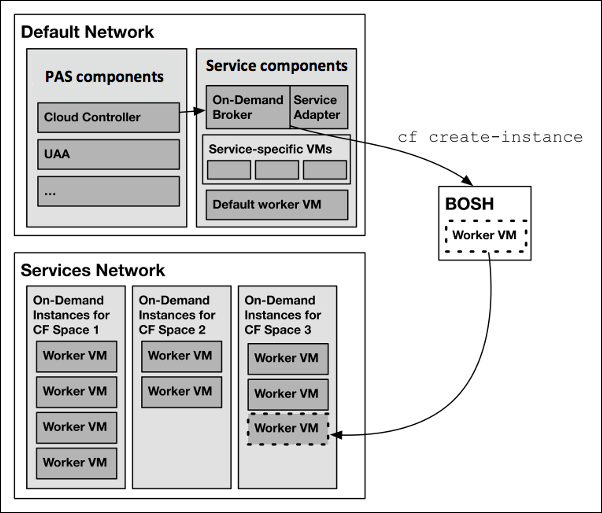 Default Network
PAS components
Cloud Controller
UAA
...
Service components
On-Demand
Broker
Service
Adapter
Service-specific VMs
Default worker VM
cf create-instance
BOSH
Worker VM
Services Network
On-Demand
Instances for
CF Space 1
Worker VM
Worker VM
Worker VM
Worker VM
On-Demand
Instances for
CF Space 2
Worker VM
Worker VM
On-Demand
Instances for
CF Space 3
Worker VM
Worker VM
Worker VM